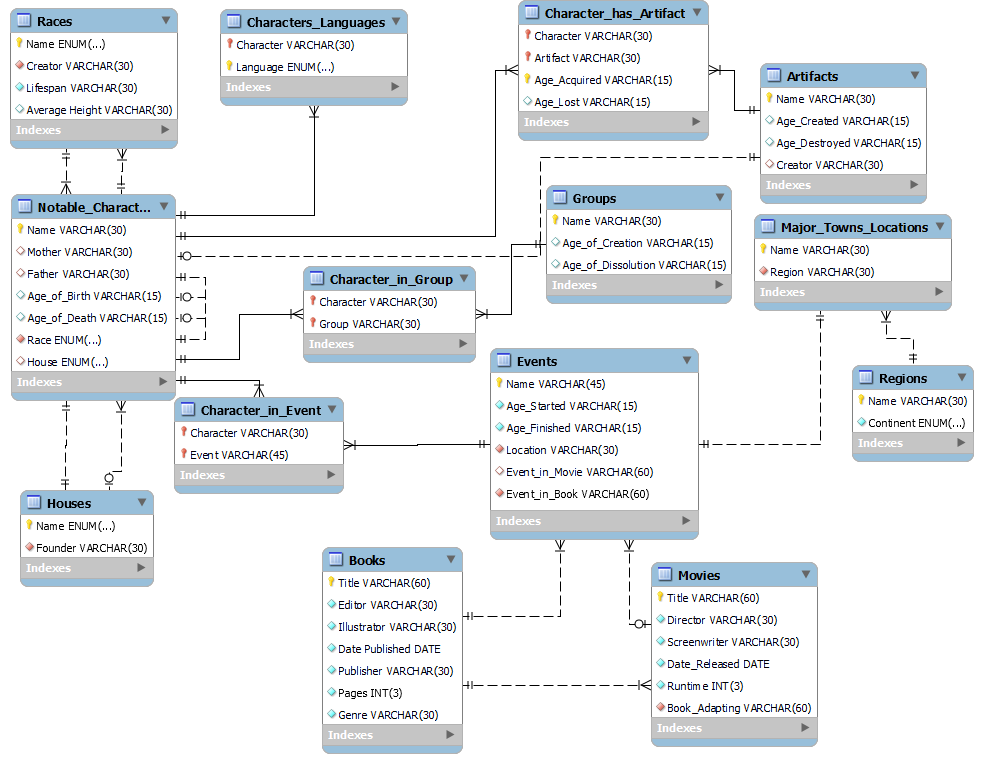 Races
Name ENUM(...)
Creator VARCHAR(30)
Lifespan VARCHAR(30)
Average Height VARCHAR(30)
Indexes
Characters_Languages
Character VARCHAR(30)
Language ENUM(...)
Indexes
Character_has_Artifact
Character VARCHAR(30)
Artifact VARCHAR(30)
Age_Acquired VARCHAR(15)
Age_Lost VARCHAR(15)
Indexes
Artifacts
Name VARCHAR(30)
Age_Created VARCHAR(15)
Age_Destroyed VARCHAR(15)
Creator VARCHAR(30)
Indexes
Notable_Charact...
Name VARCHAR(30)
Mother VARCHAR(30)
Father VARCHAR(30)
Age_of_Birth VARCHAR(15)
Age_of_Death VARCHAR(15)
Race ENUM(...)
House ENUM(...)
Indexes
Groups
Name VARCHAR(30)
Age_of_Creation VARCHAR(15)
Age_of_Dissolution VARCHAR(15)
Indexes
Major_Towns_Locations
Name VARCHAR(30)
Region VARCHAR(30)
Indexes
Character_in_Group
Character VARCHAR(30)
Group VARCHAR(30)
Indexes
Events
Name VARCHAR(45)
Age_Started VARCHAR(15)
Age_Finished VARCHAR(15)
Location VARCHAR(30)
Event_in_Movie VARCHAR(60)
Event_in_Book VARCHAR(60)
Indexes
Regions
Name VARCHAR(30)
Continent ENUM(...)
Indexes
Character_in_Event
Character VARCHAR(30)
Event VARCHAR(45)
Indexes
Houses
Name ENUM(...)
Founder VARCHAR(30)
Indexes
Books
Title VARCHAR(60)
Editor VARCHAR(30)
Illustrator VARCHAR(30)
Date Published DATE
Publisher VARCHAR(30)
Pages INT(3)
Genre VARCHAR(30)
Indexes
Movies
Title VARCHAR(60)
Director VARCHAR(30)
Screenwriter VARCHAR(30)
Date_Released DATE
Runtime INT(3)
Book_Adapting VARCHAR(60)
Indexes